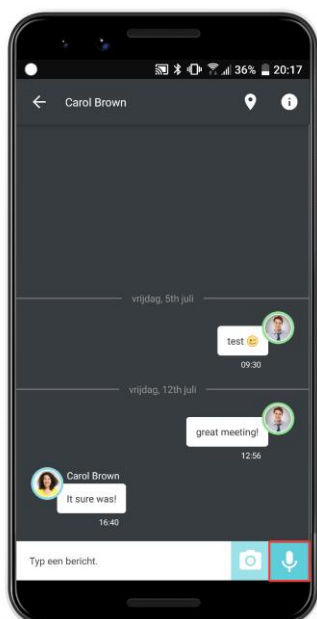 36% 20:17
Carol Brown
vrijdag, 5th juli
test 😊
09:30
vrijdag, 12th juli
great meeting!
12:56
Carol Brown
It sure was!
16:40
Typ een bericht.